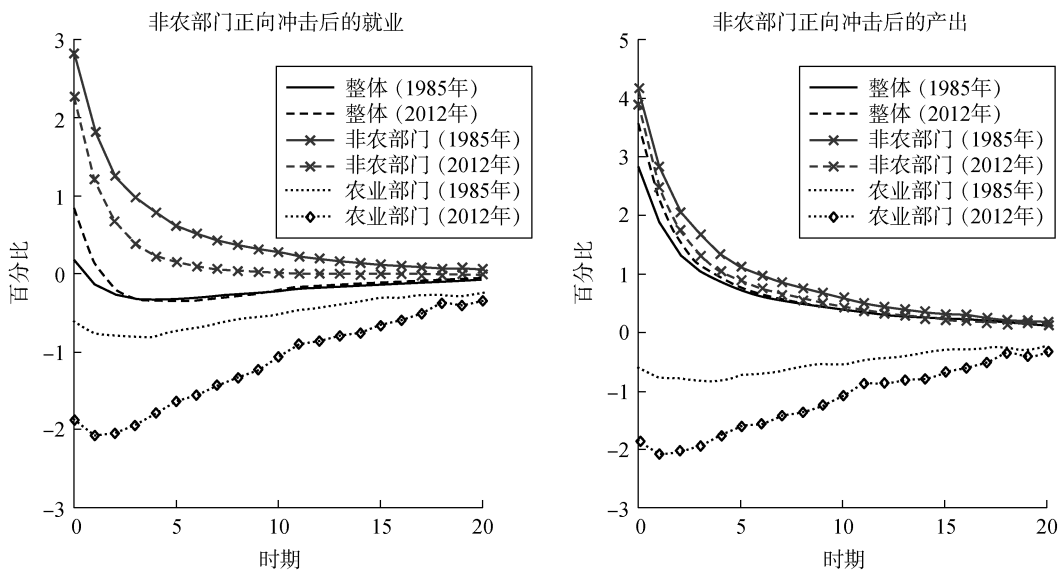 非农部门正向冲击后的就业
3
2
1
0
-1
-2
-3
百分比
0
5
10
15
20
时期
整体 (1985年)
整体 (2012年)
非农部门 (1985年)
非农部门 (2012年)
农业部门 (1985年)
农业部门 (2012年)
非农部门正向冲击后的产出
5
4
3
2
1
0
-1
-2
-3
百分比
0
5
10
15
20
时期
整体 (1985年)
整体 (2012年)
非农部门 (1985年)
非农部门 (2012年)
农业部门 (1985年)
农业部门 (2012年)